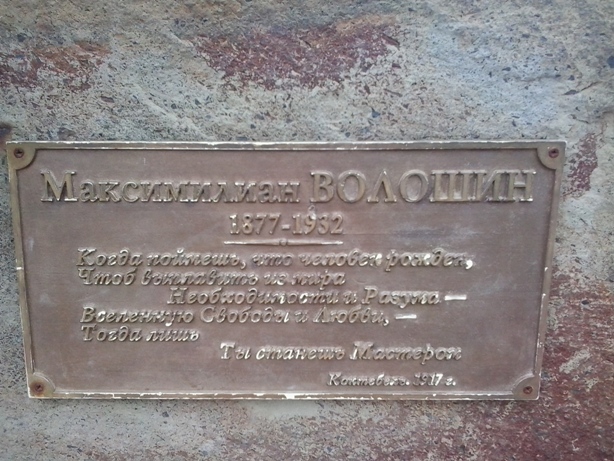 Максимилиан ВОЛОШИН
1877-1932
Когда поймешь, что человек рожден,
Чтоб выплавить из мира
Необходимости и Разума —
Вселенную Свободы и Любви, —
Тогда лишь
Ты станешь Мастером
Коктебель. 1917 г.